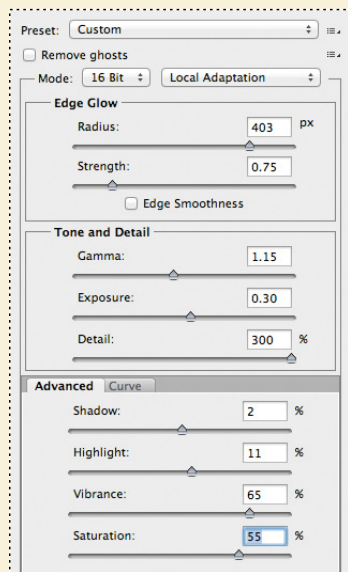 Preset: Custom
Remove ghosts
Mode: 16 Bit Local Adaptation
Edge Glow
Radius: 403 px
Strength: 0.75
Edge Smoothness
Tone and Detail
Gamma: 1.15
Exposure: 0.30
Detail: 300 %
Advanced Curve
Shadow: 2 %
Highlight: 11 %
Vibrance: 65 %
Saturation: 55 %